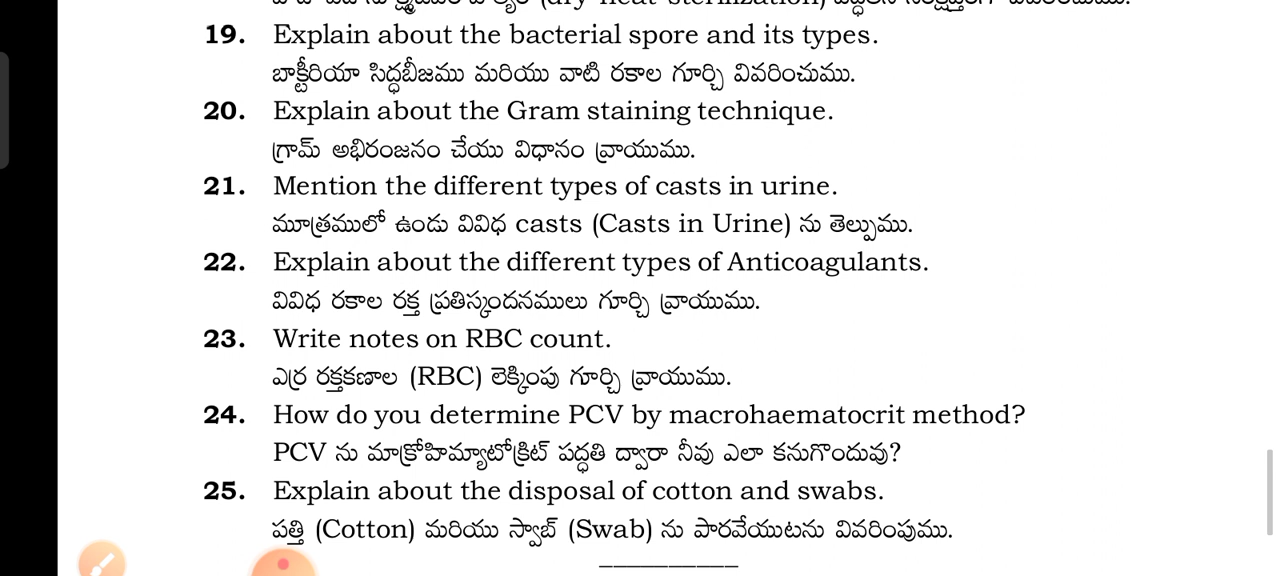 (dry heat sterilization)
19. Explain about the bacterial spore and its types.
బాక్టీరియా సిద్ధబీజము మరియు వాటి రకాల గూర్చి వివరించుము.
20. Explain about the Gram staining technique.
గ్రామ్ అభిరంజనం చేయు విధానం వ్రాయుము.
21. Mention the different types of casts in urine.
మూత్రములో ఉండు వివిధ casts (Casts in Urine) ను తెల్పుము.
22. Explain about the different types of Anticoagulants.
వివిధ రకాల రక్త ప్రతిస్కందనములు గూర్చి వ్రాయుము.
23. Write notes on RBC count.
ఎర్ర రక్తకణాల (RBC) లెక్కింపు గూర్చి వ్రాయుము.
24. How do you determine PCV by macrohaematocrit method?
PCV ను మాక్రోహిమ్యాటోక్రిట్ పద్ధతి ద్వారా నీవు ఎలా కనుగొందువు?
25. Explain about the disposal of cotton and swabs.
పత్తి (Cotton) మరియు స్వాబ్ (Swab) ను పారవేయుటను వివరింపుము.